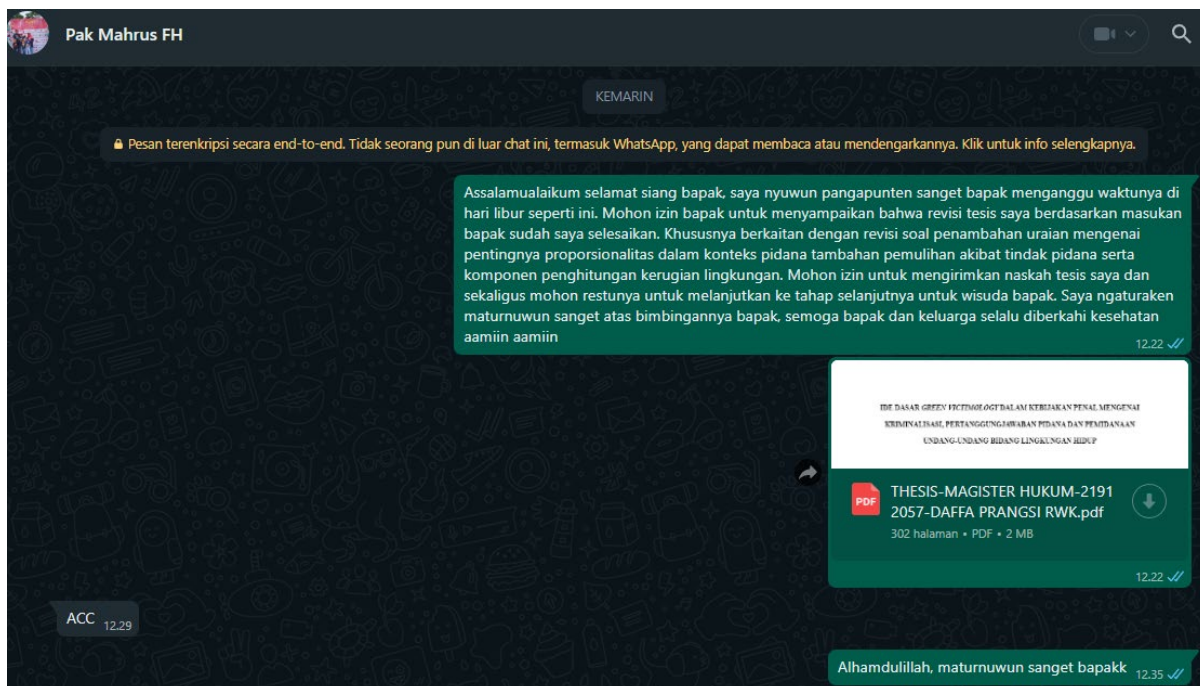 Pak Mahrus FH
KEMARIN
Pesan terenkripsi secara end-to-end. Tidak seorang pun di luar chat ini, termasuk WhatsApp, yang dapat membaca atau mendengarkannya. Klik untuk info selengkapnya.
Assalamualaikum selamat siang bapak, saya nyuwun pangapunten sanget bapak menganggu waktunya di
hari libur seperti ini. Mohon izin bapak untuk menyampaikan bahwa revisi tesis saya berdasarkan masukan
bapak sudah saya selesaikan. Khususnya berkaitan dengan revisi soal penambahan uraian mengenai
pentingnya proporsionalitas dalam konteks pidana tambahan pemulihan akibat tindak pidana serta
komponen penghitungan kerugian lingkungan. Mohon izin untuk mengirimkan naskah tesis saya dan
sekaligus mohon restunya untuk melanjutkan ke tahap selanjutnya untuk wisuda bapak. Saya ngaturaken
maturnuwun sanget atas bimbingannya bapak, semoga bapak dan keluarga selalu diberkahi kesehatan
aamiin aamiin
12.22
IDE DASAR GREEN VICTIMOLOGY DALAM KEBIJAKAN PENAL MENGENAI
KRIMINALISASI, PERTANGGUNGJAWABAN PIDANA DAN PEMIDANAAN
UNDANG-UNDANG BIDANG LINGKUNGAN HIDUP
PDF
THESIS-MAGISTER HUKUM-2191
2057-DAFFA PRANGSI RWK.pdf
302 halaman • PDF • 2 MB
12.22
ACC 12.29
Alhamdulillah, maturnuwun sanget bapakk 12.35